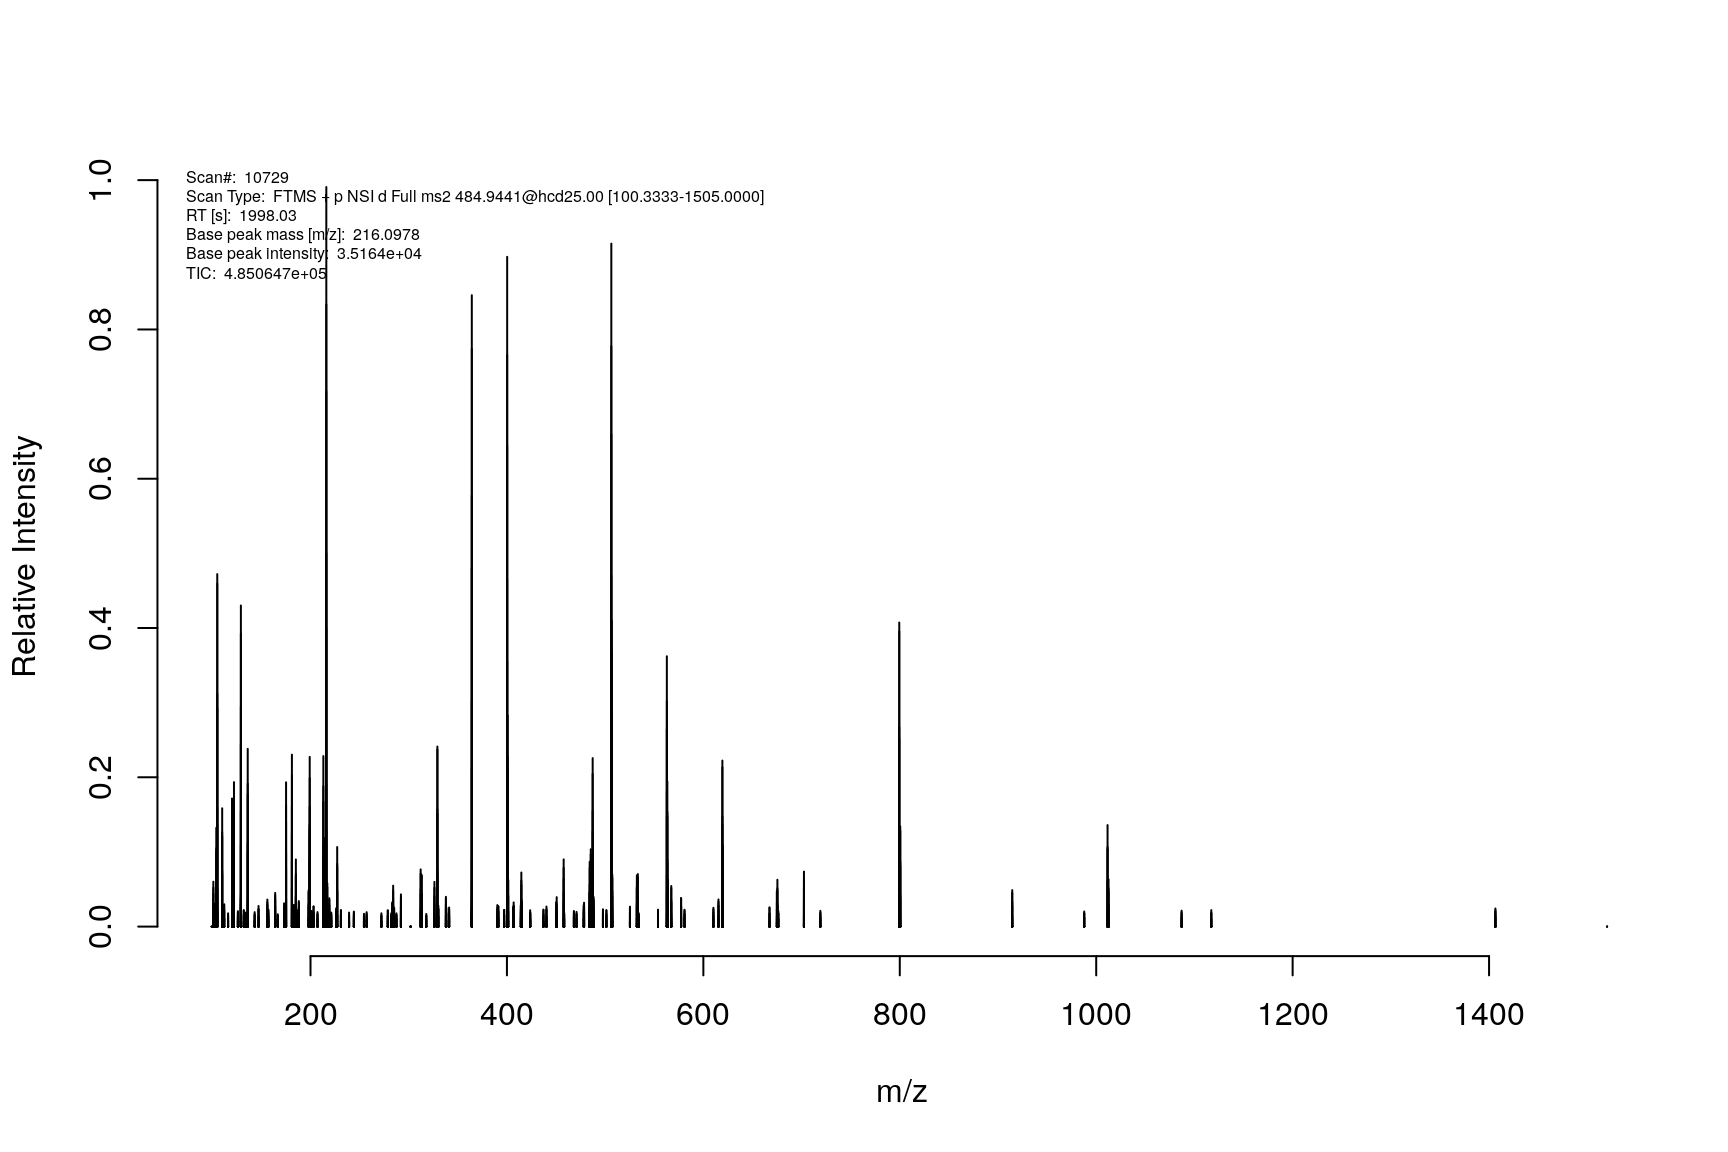 Scan#: 10729
Scan Type: FTMS + p NSI d Full ms2 484.9441@hcd25.00 [100.3333-1505.0000]
RT [s]: 1998.03
Base peak mass [m/z]: 216.0978
Base peak intensity: 3.5164e+04
TIC: 4.850647e+05
Relative Intensity
1.0
0.8
0.6
0.4
0.2
0.0
200 400 600 800 1000 1200 1400
m/z